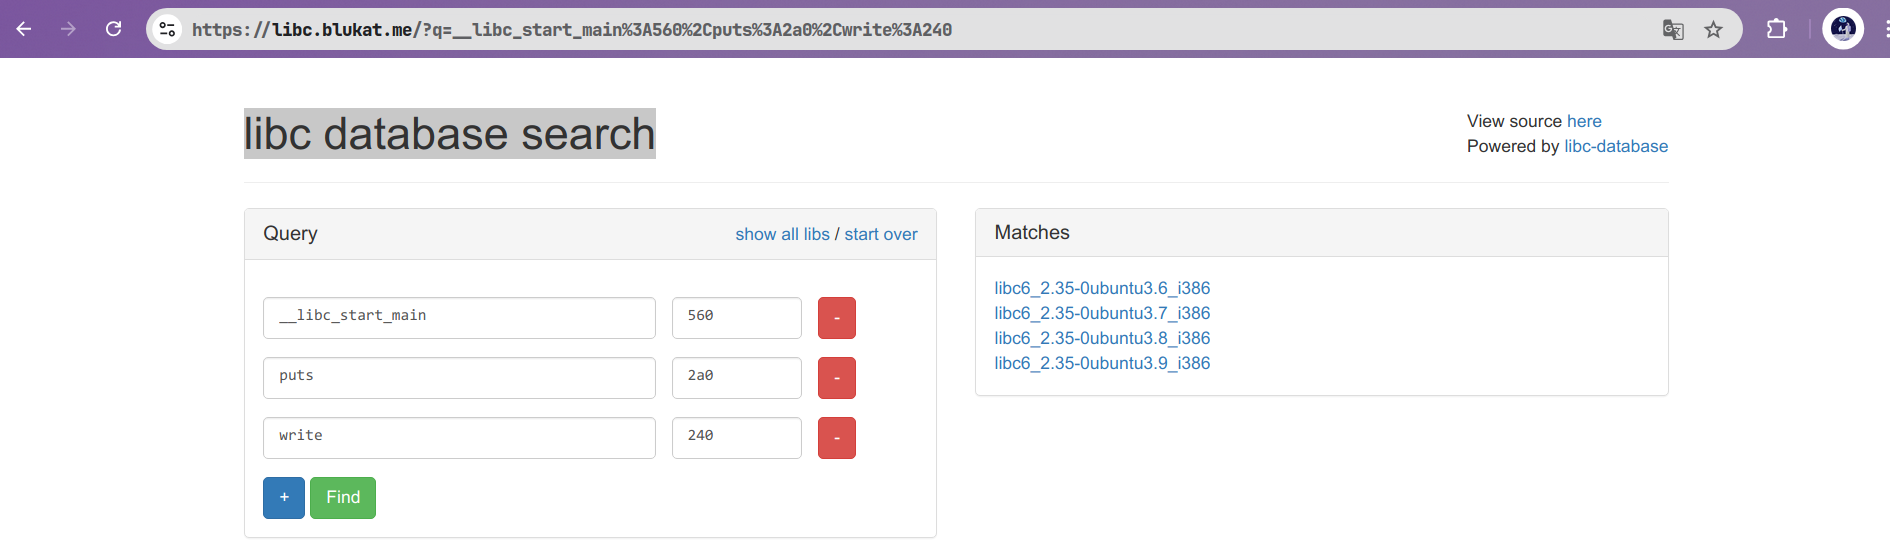 https://libc.blukat.me/?q=__libc_start_main%3A560%2Cputs%3A2a0%2Cwrite%3A240
libc database search
View source here
Powered by libc-database
Query
show all libs / start over
__libc_start_main 560 -
puts 2a0 -
write 240 -
+ Find
Matches
libc6_2.35-0ubuntu3.6_i386
libc6_2.35-0ubuntu3.7_i386
libc6_2.35-0ubuntu3.8_i386
libc6_2.35-0ubuntu3.9_i386